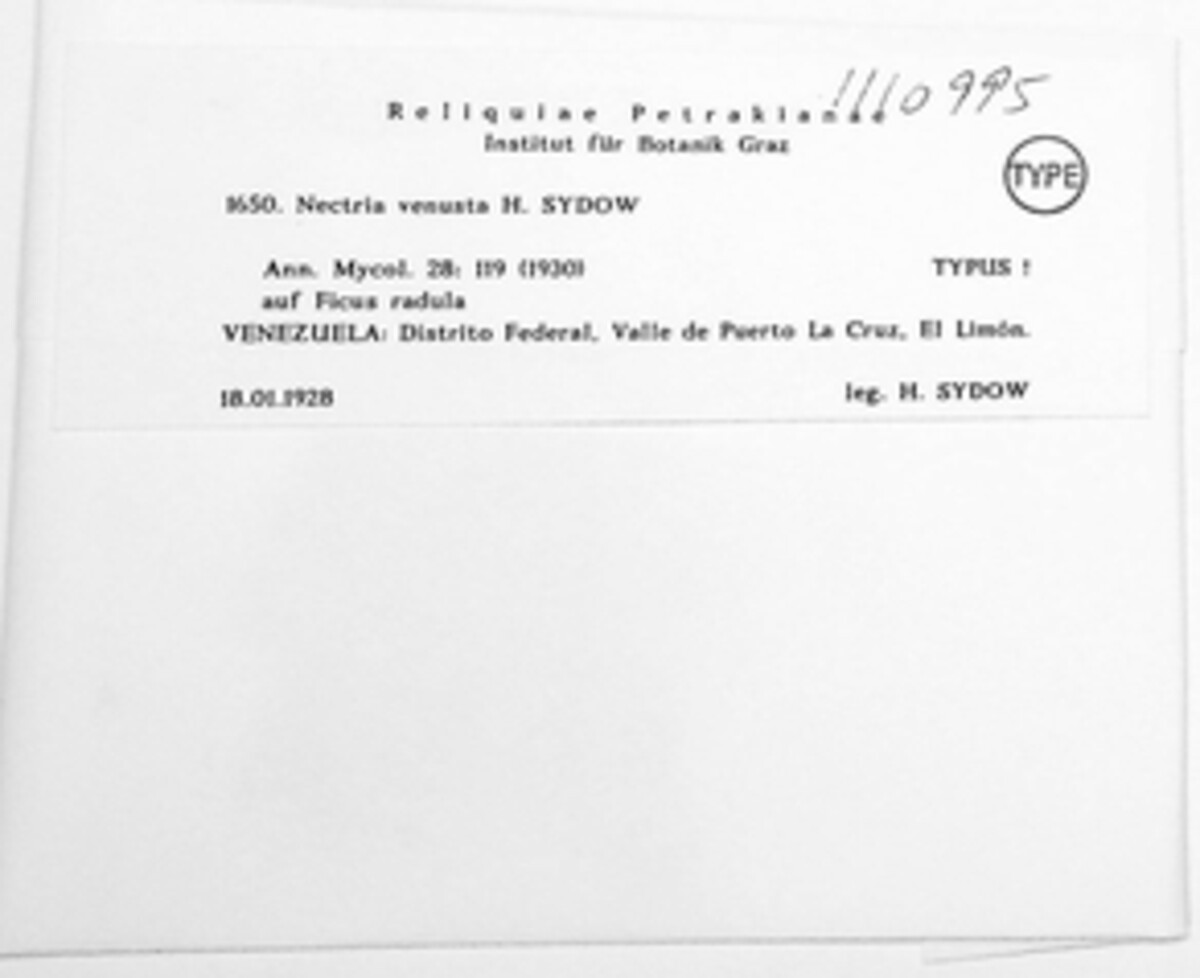 1110995
Reliquiae Petrakianae
Institut für Botanik Graz
TYPE
1650. Nectria venusta H. SYDOW
Ann. Mycol. 28: 119 (1930)
TYPUS !
auf Ficus radula
VENEZUELA: Distrito Federal, Valle de Puerto La Cruz, El Limón.
18.01.1928
leg. H. SYDOW